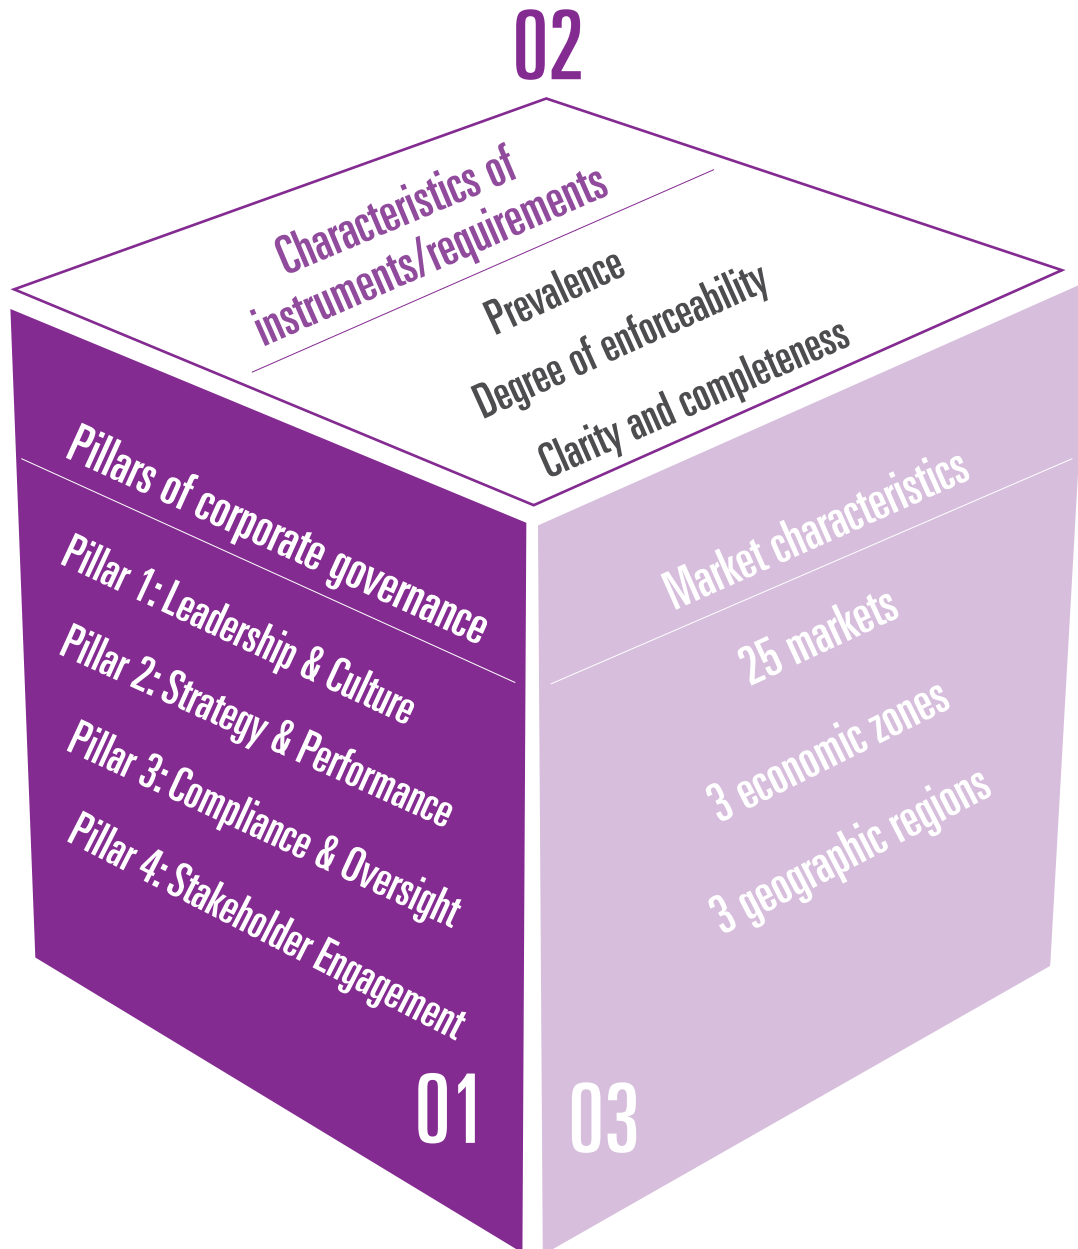 02
Characteristics of
instruments/requirements
Prevalence
Degree of enforceability
Clarity and completeness
Pillars of corporate governance
Pillar 1: Leadership & Culture
Pillar 2: Strategy & Performance
Pillar 3: Compliance & Oversight
Pillar 4: Stakeholder Engagement
01
Market characteristics
25 markets
3 economic zones
3 geographic regions
03